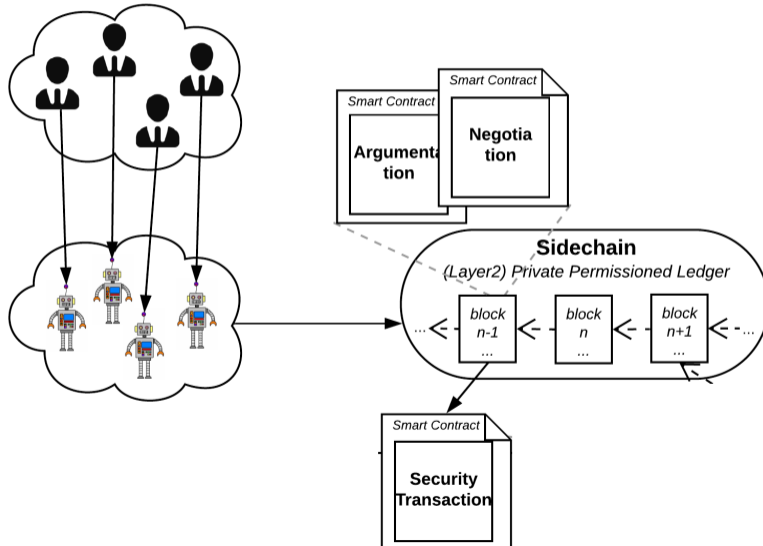 Smart Contract
Negotia
tion
Smart Contract
Argumenta
tion
Sidechain
(Layer2) Private Permissioned Ledger
...
block
n-1
...
block
n
...
block
n+1
...
...
Smart Contract
Security
Transaction